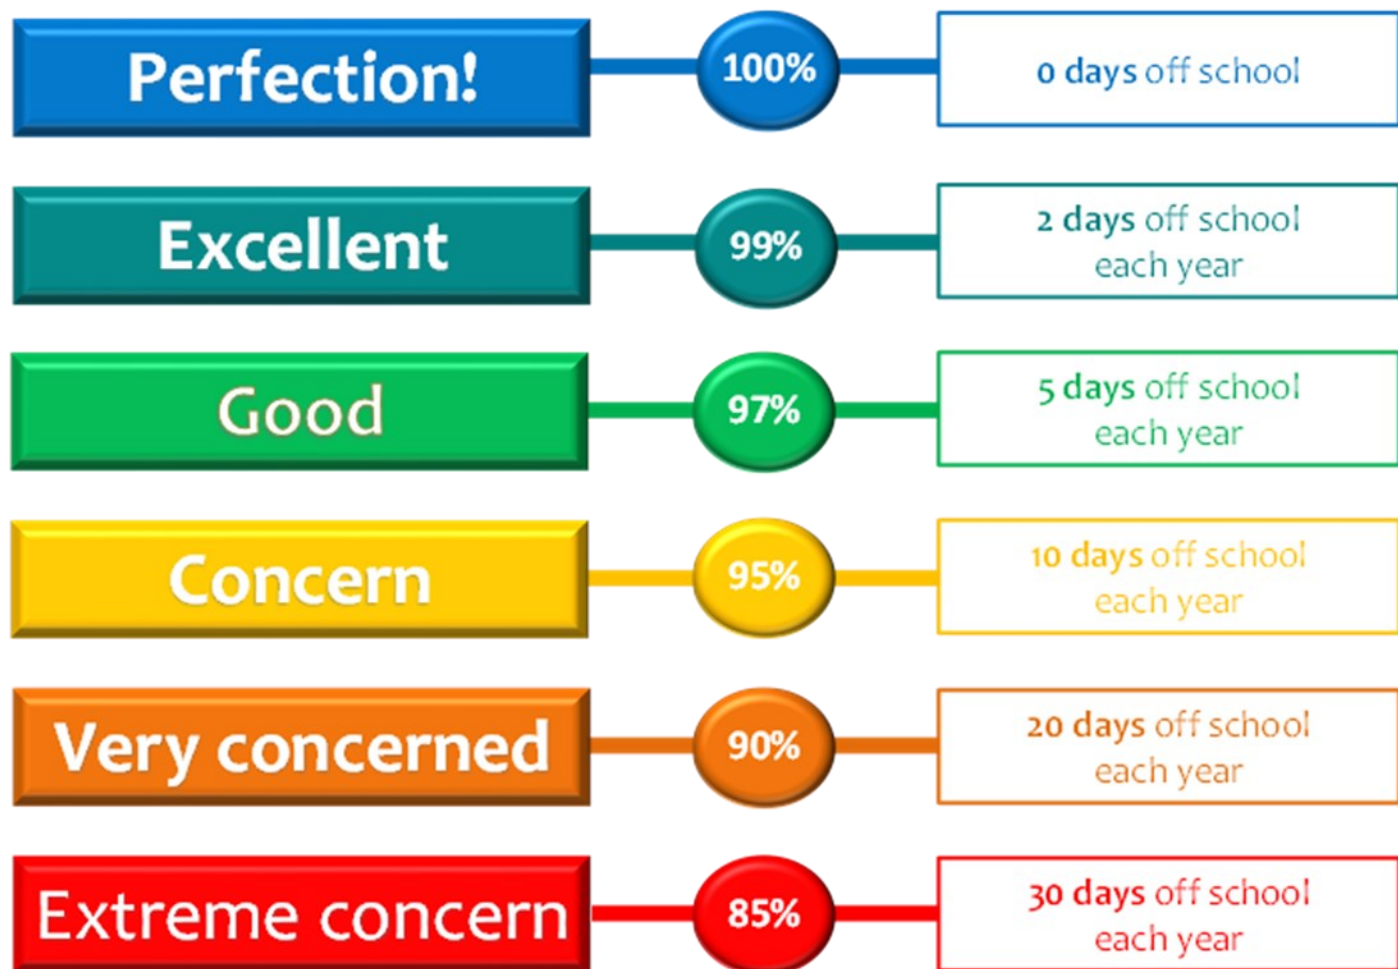 Perfection!
100%
0 days off school
Excellent
99%
2 days off school
each year
Good
97%
5 days off school
each year
Concern
95%
10 days off school
each year
Very concerned
90%
20 days off school
each year
Extreme concern
85%
30 days off school
each year